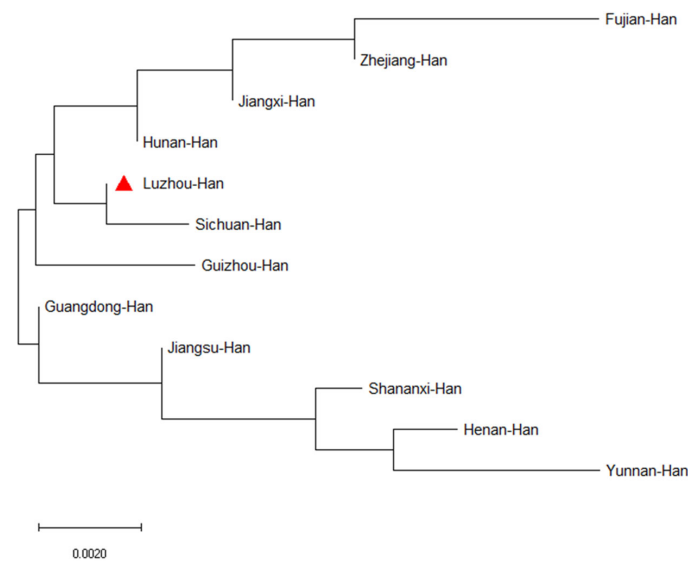 Fujian-Han
Zhejiang-Han
Jiangxi-Han
Hunan-Han
Luzhou-Han
Sichuan-Han
Guizhou-Han
Guangdong-Han
Jiangsu-Han
Shananxi-Han
Henan-Han
Yunnan-Han
0.0020